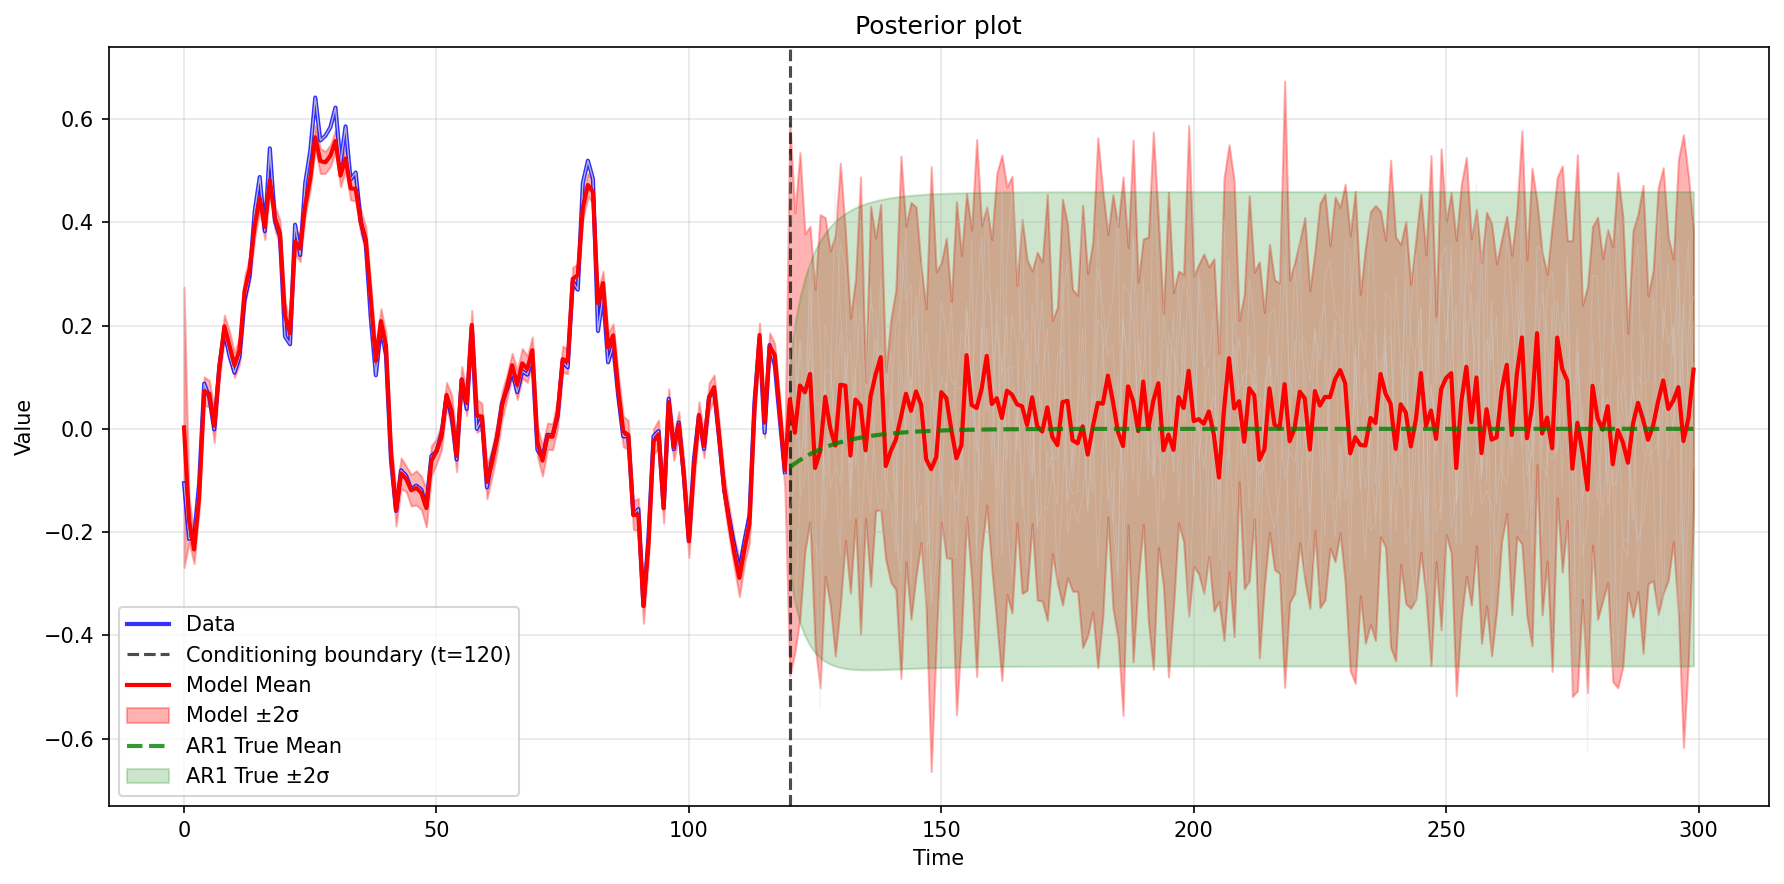 Posterior plot
Value
0.6
0.4
0.2
0.0
−0.2
−0.4
−0.6
Data
Conditioning boundary (t=120)
Model Mean
Model ±2σ
AR1 True Mean
AR1 True ±2σ
0 50 100 150 200 250 300
Time